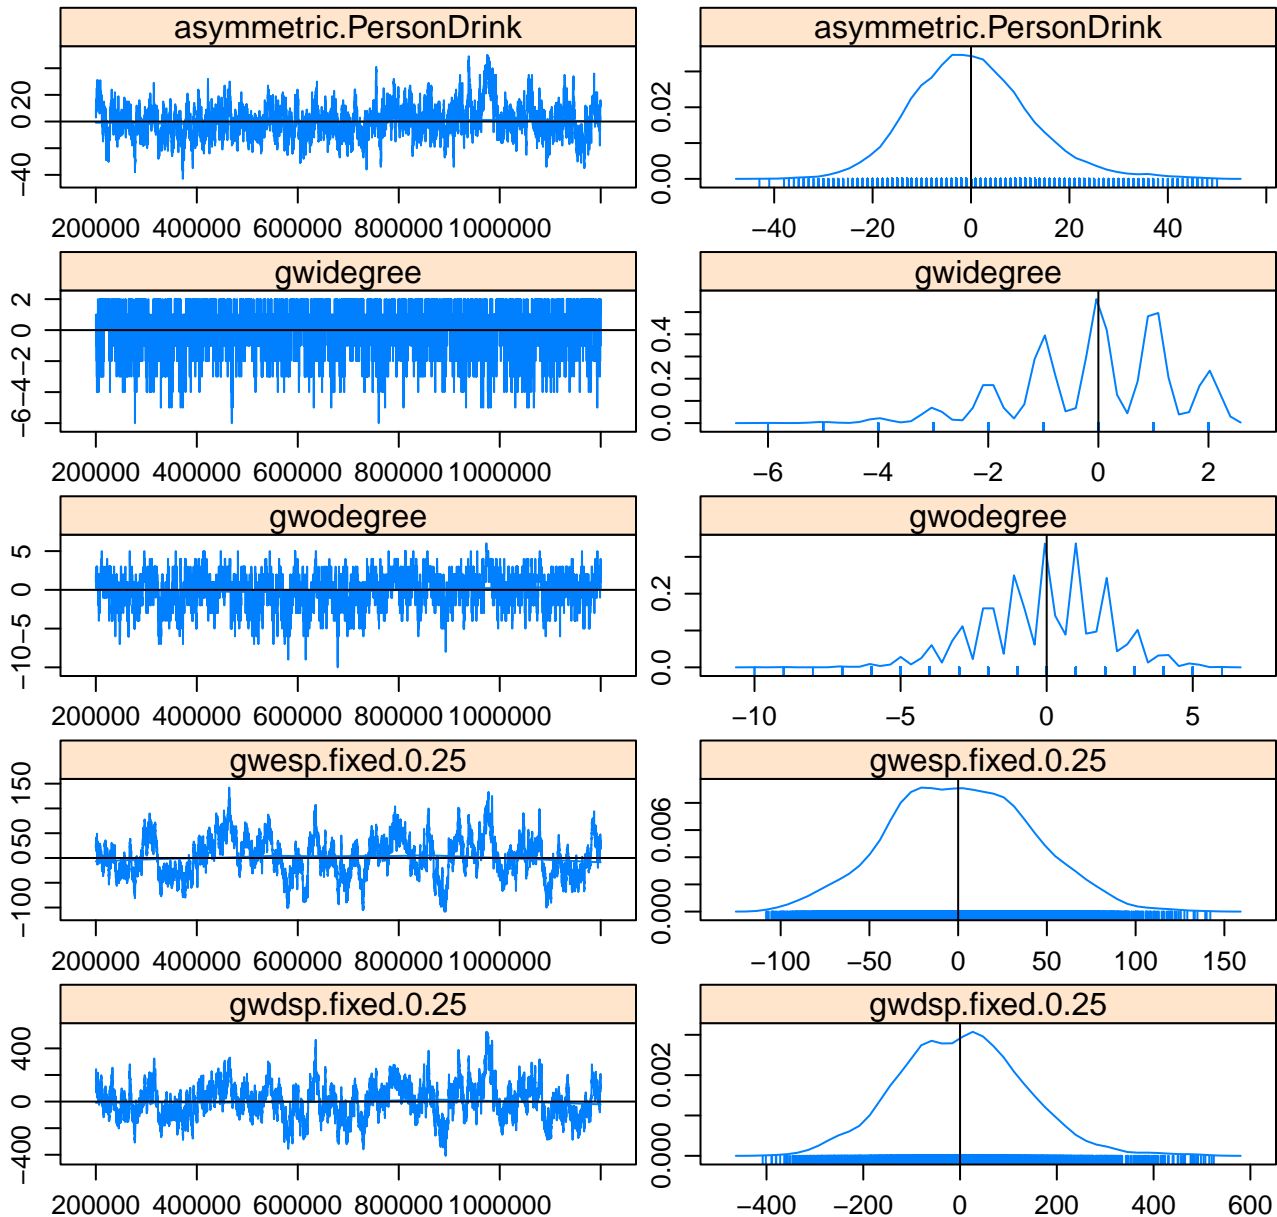 asymmetric.PersonDrink
−40 0 20
200000 400000 600000 800000 1000000
asymmetric.PersonDrink
0.00 0.02
−40 −20 0 20 40
gwidegree
−6 −4 −2 0 2
200000 400000 600000 800000 1000000
gwidegree
0.0 0.2 0.4
−6 −4 −2 0 2
gwodegree
−10 −5 0 5
200000 400000 600000 800000 1000000
gwodegree
0.0 0.2
−10 −5 0 5
gwesp.fixed.0.25
−100 0 50 150
200000 400000 600000 800000 1000000
gwesp.fixed.0.25
0.000 0.006
−100 −50 0 50 100 150
gwdsp.fixed.0.25
−400 0 400
200000 400000 600000 800000 1000000
gwdsp.fixed.0.25
0.000 0.002
−400 −200 0 200 400 600